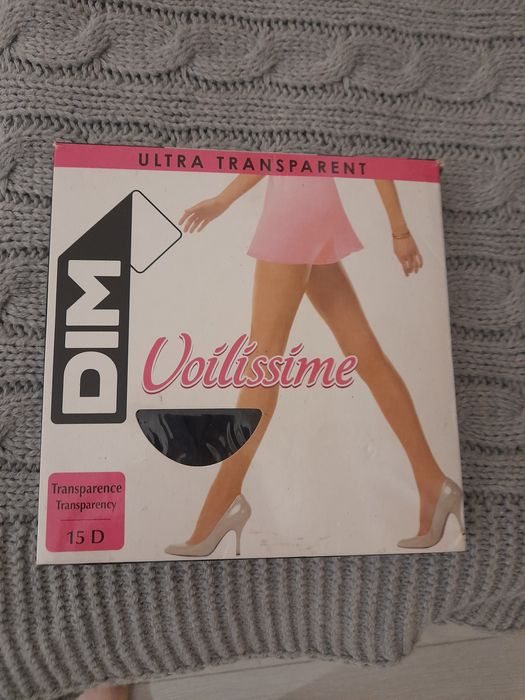 ULTRA TRANSPARENT
DIM
Voilissime
Transparence
Transparency
15 D